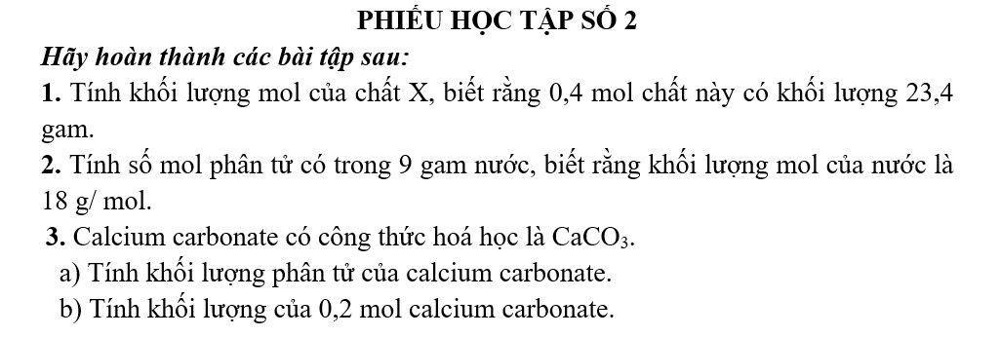 PHIẾU HỌC TẬP SỐ 2
Hãy hoàn thành các bài tập sau:
1. Tính khối lượng mol của chất X, biết rằng 0,4 mol chất này có khối lượng 23,4
gam.
2. Tính số mol phân tử có trong 9 gam nước, biết rằng khối lượng mol của nước là
18 g/ mol.
3. Calcium carbonate có công thức hoá học là CaCO₃.
a) Tính khối lượng phân tử của calcium carbonate.
b) Tính khối lượng của 0,2 mol calcium carbonate.